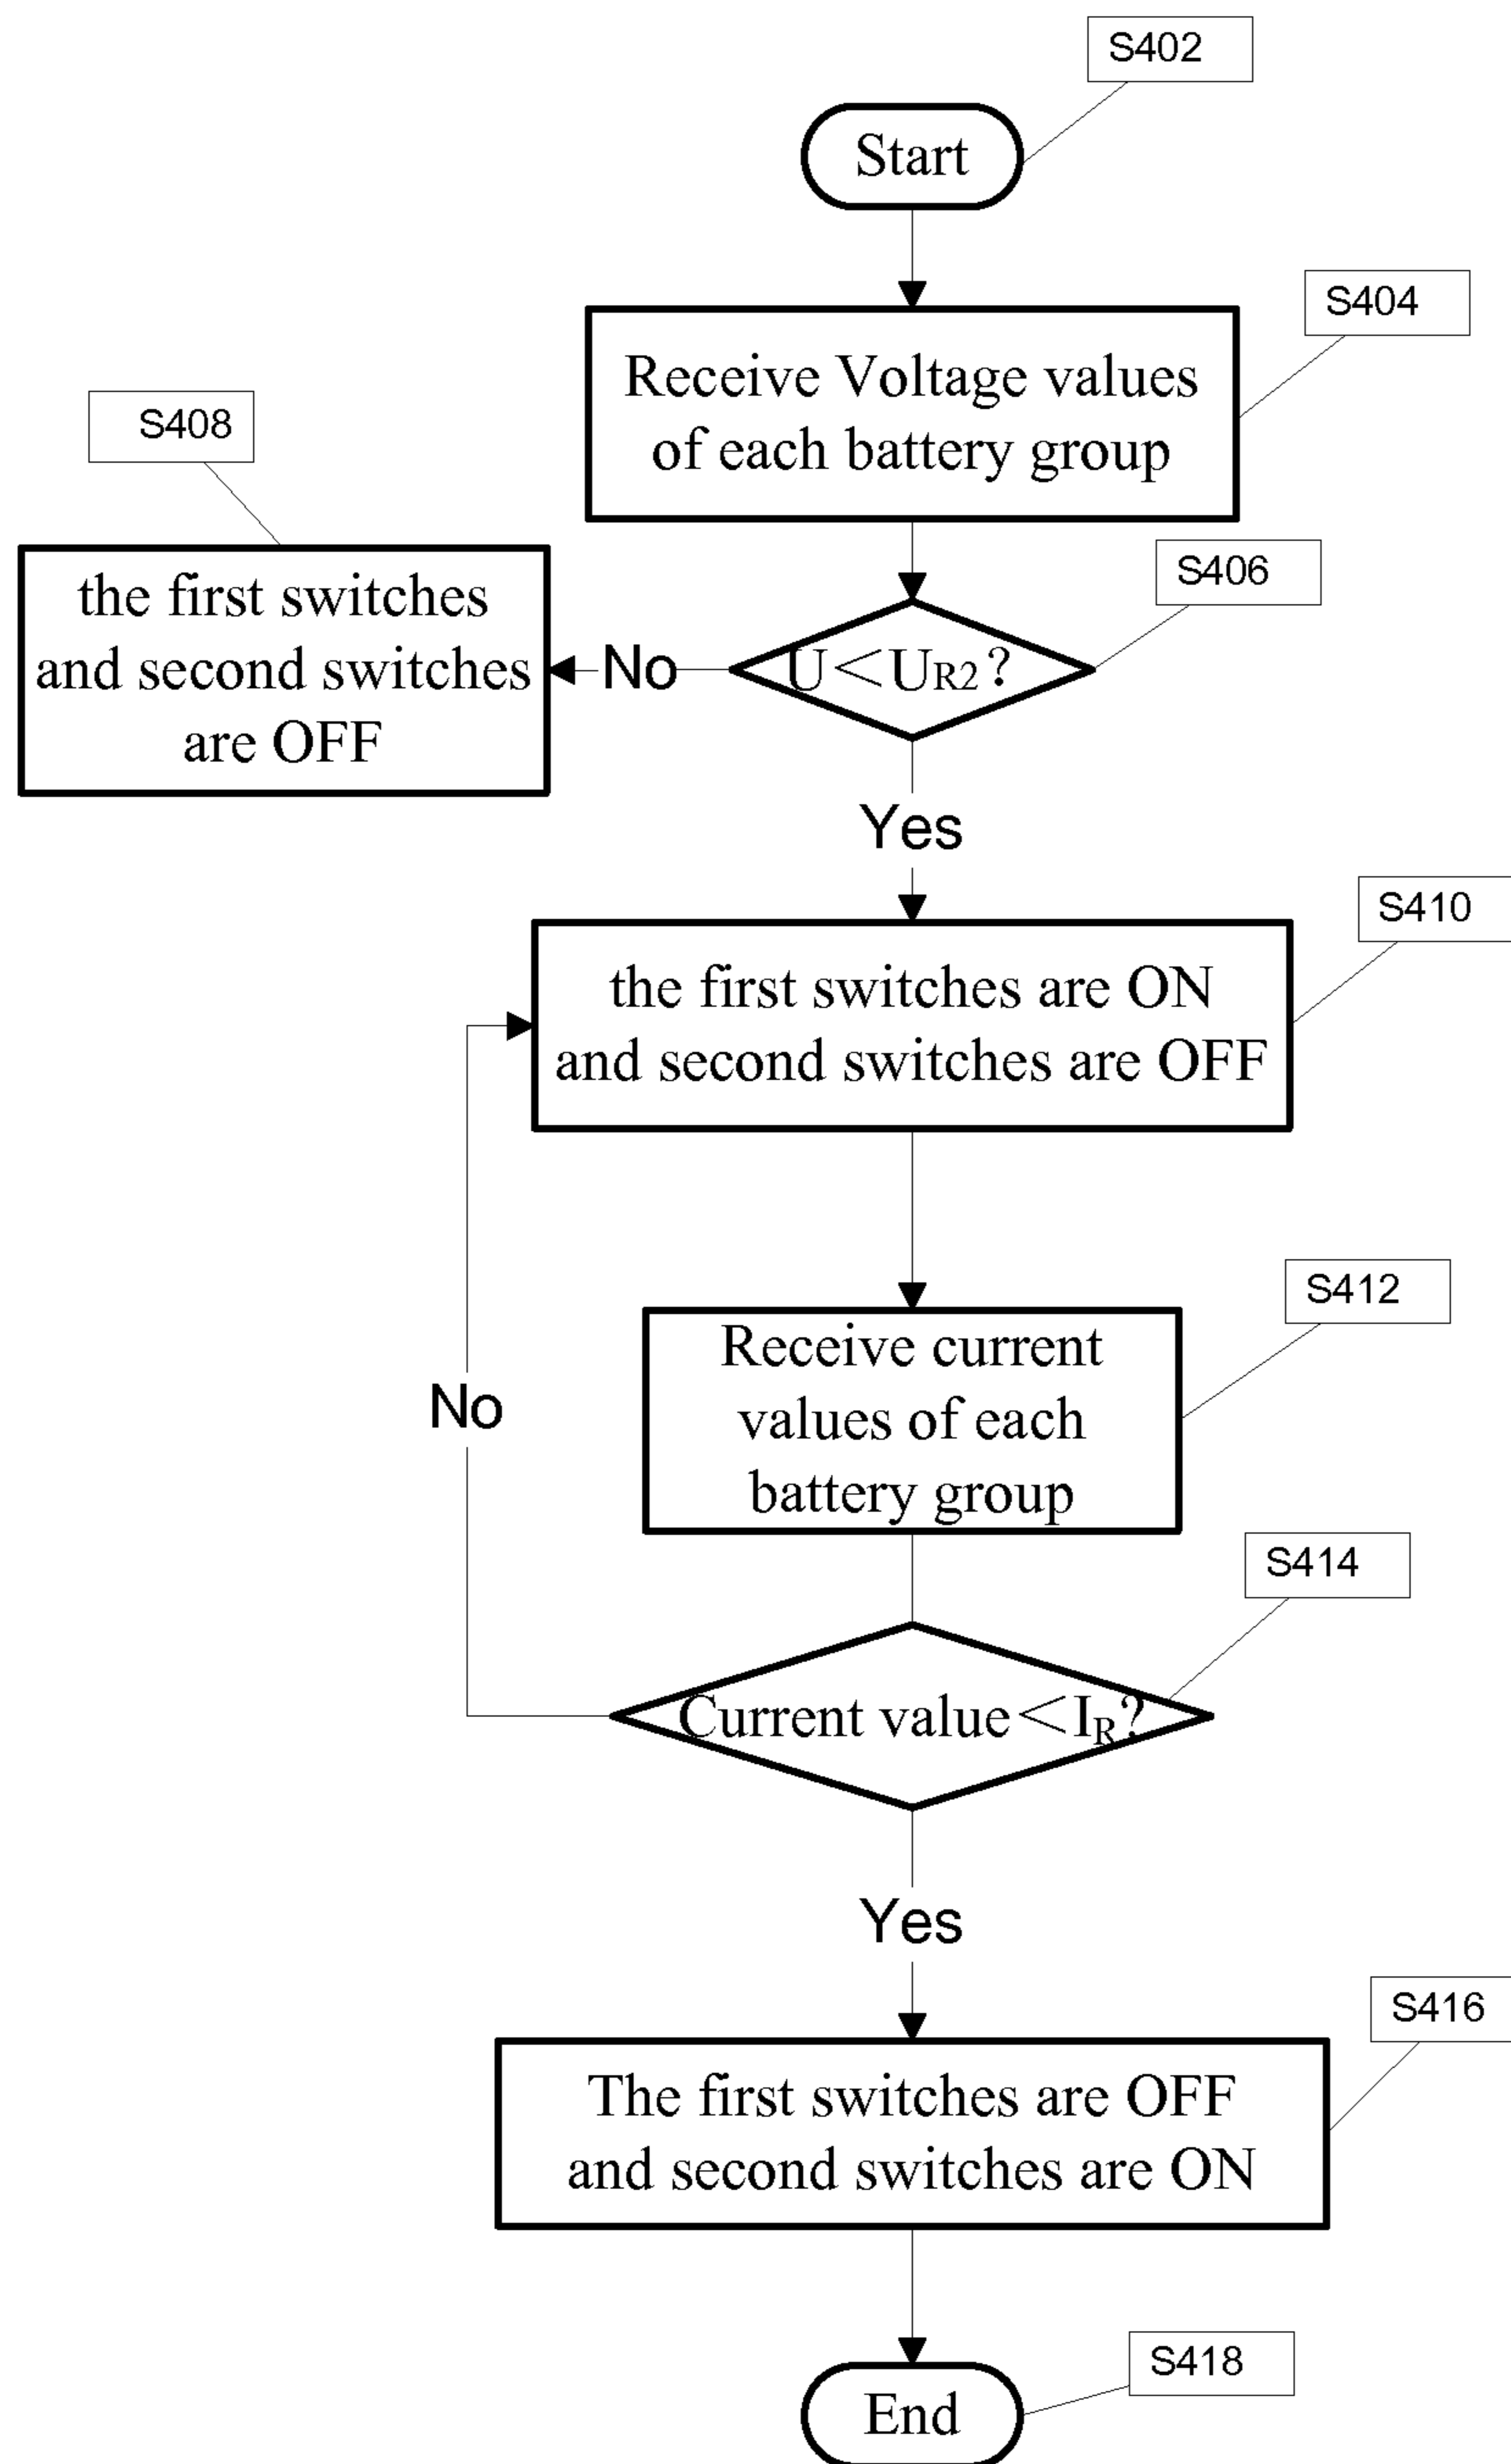 S402
Start
S404
Receive Voltage values
of each battery group
S408
S406
the first switches
and second switches
are OFF
No
U<UR2?
Yes
S410
the first switches are ON
and second switches are OFF
S412
Receive current
values of each
battery group
No
S414
Current value<IR?
Yes
S416
The first switches are OFF
and second switches are ON
S418
End